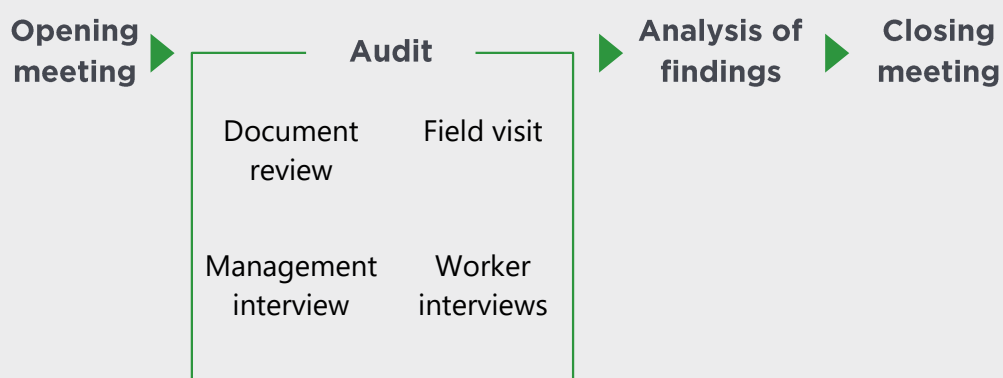 Opening
meeting
Audit
Document
review
Field visit
Management
interview
Worker
interviews
Analysis of
findings
Closing
meeting